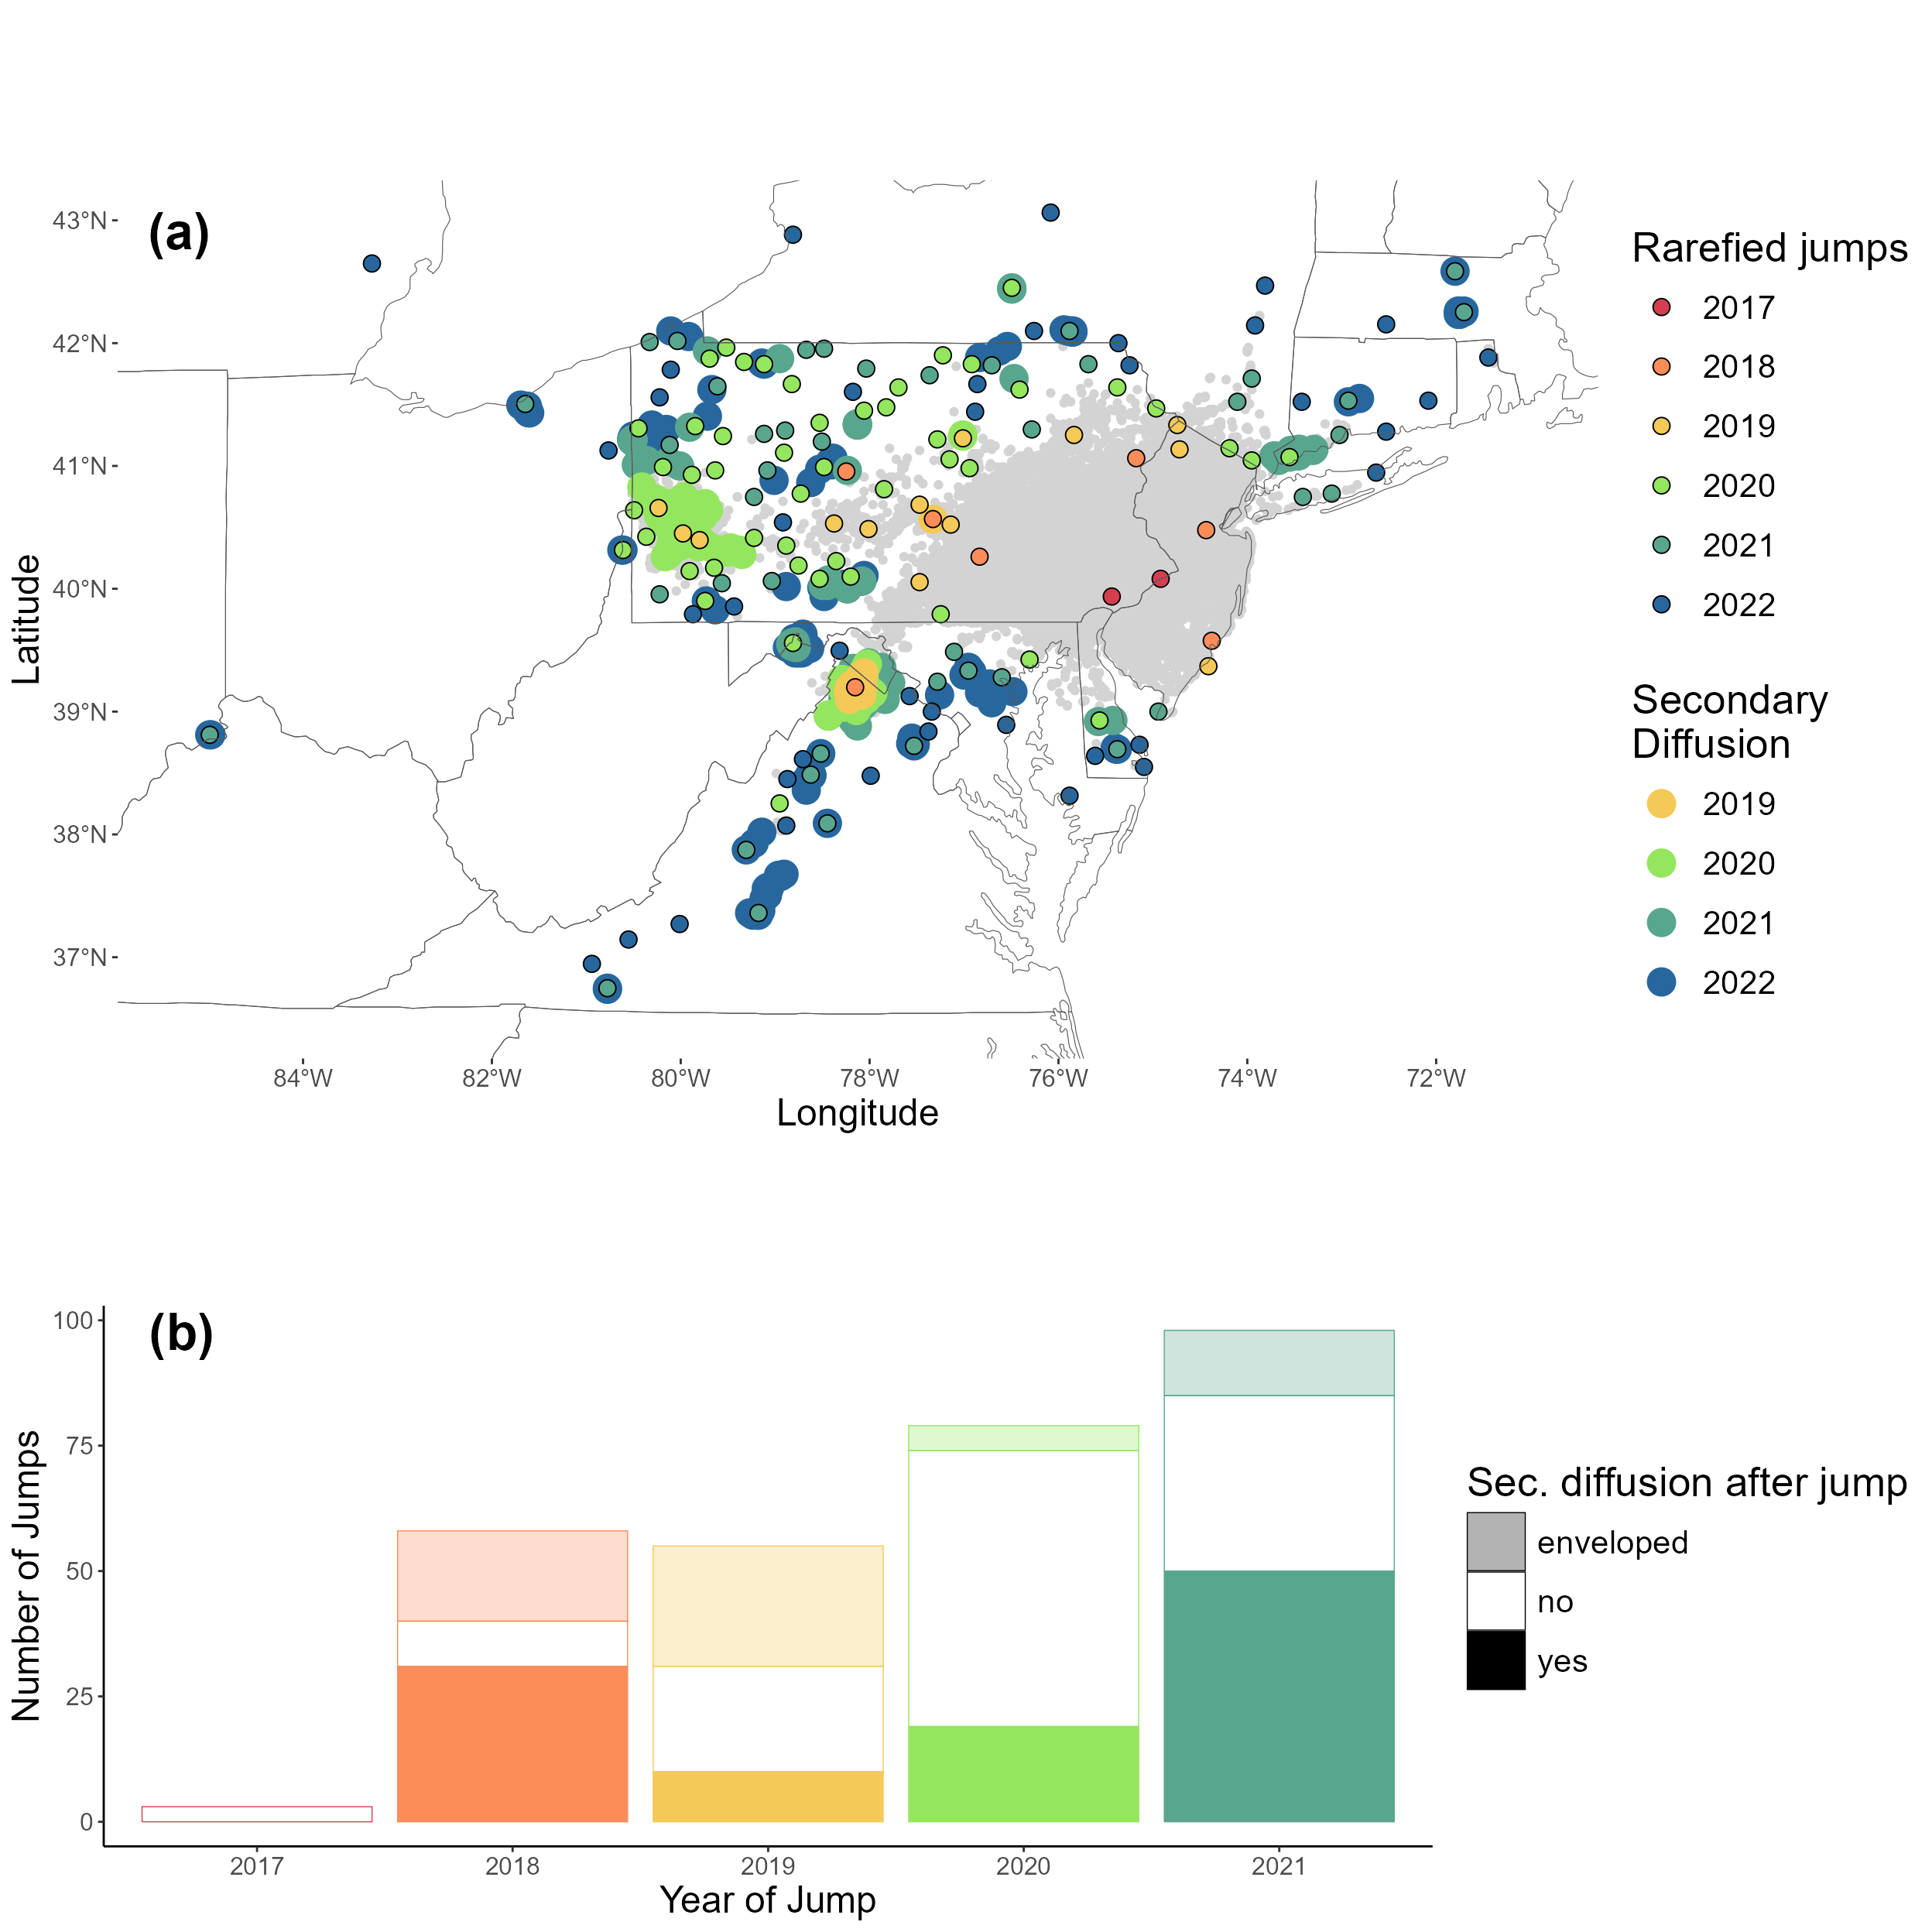 (a)
43°N
42°N
41°N
40°N
39°N
38°N
37°N
Latitude
84°W 82°W 80°W 78°W 76°W 74°W 72°W
Longitude
Rarefied jumps
2017
2018
2019
2020
2021
2022
Secondary
Diffusion
2019
2020
2021
2022
(b)
100
75
50
25
0
Number of Jumps
2017 2018 2019 2020 2021
Year of Jump
Sec. diffusion after jump
enveloped
no
yes